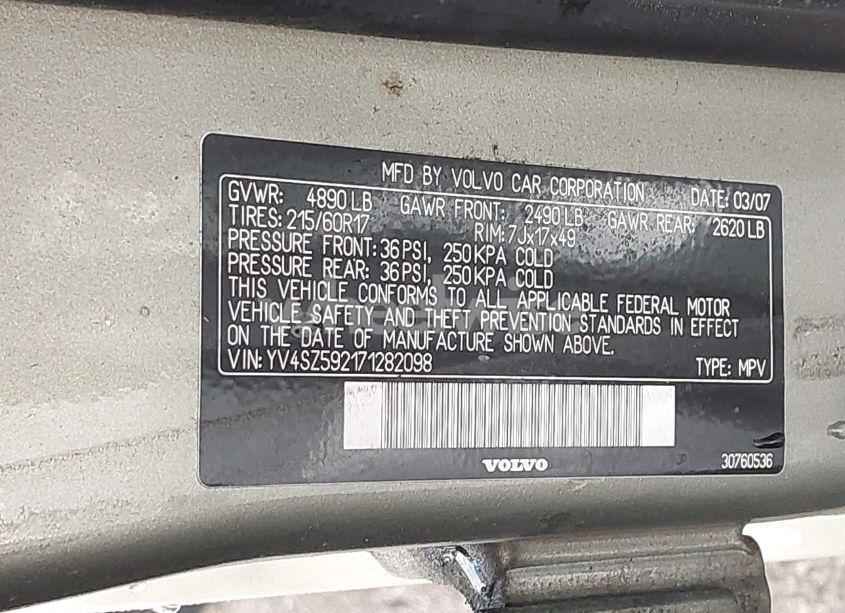 MFD BY VOLVO CAR CORPORATION DATE: 03/07
GVWR: 4890 LB GAWR FRONT: 2490 LB GAWR REAR: 2620 LB
TIRES: 215/60R17 RIM: 7Jx17x49
PRESSURE FRONT: 36 PSI, 250 KPA COLD
PRESSURE REAR: 36 PSI, 250 KPA COLD
THIS VEHICLE CONFORMS TO ALL APPLICABLE FEDERAL MOTOR
VEHICLE SAFETY AND THEFT PREVENTION STANDARDS IN EFFECT
ON THE DATE OF MANUFACTURE SHOWN ABOVE.
VIN: YV4SZ592171282098 TYPE: MPV
VOLVO 30760536